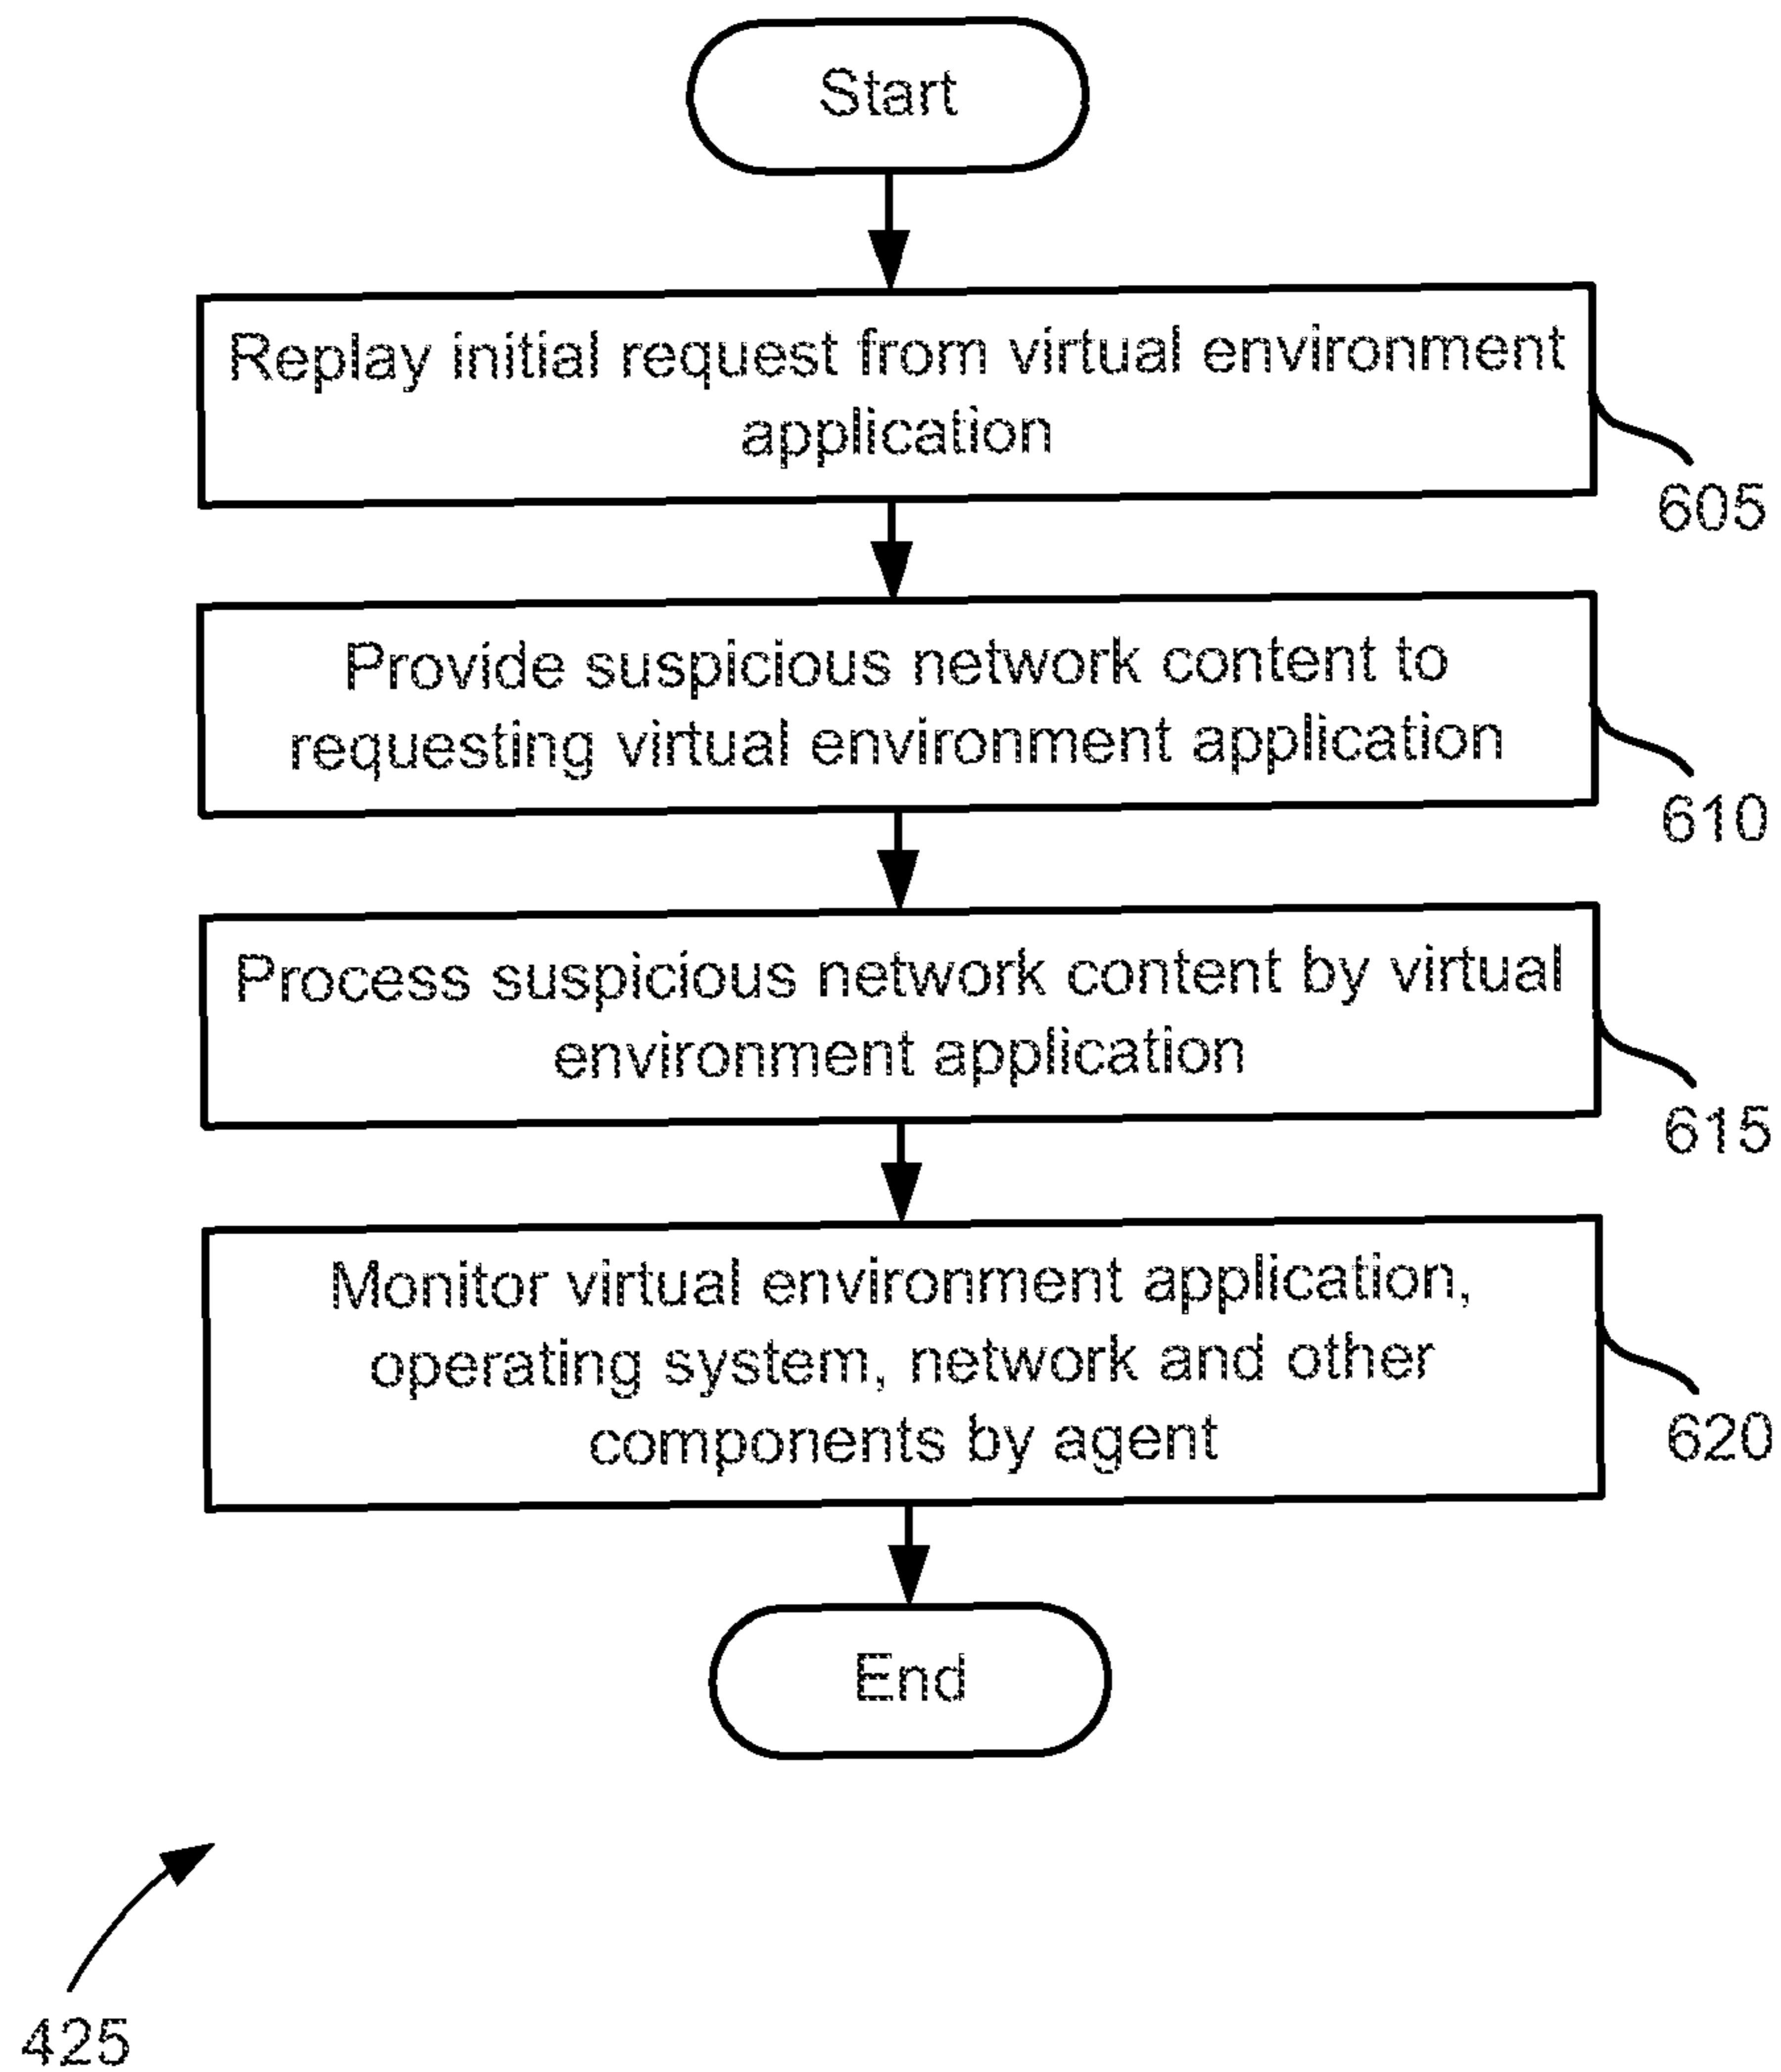 Start
Replay initial request from virtual environment
application
605
Provide suspicious network content to
requesting virtual environment application
610
Process suspicious network content by virtual
environment application
615
Monitor virtual environment application,
operating system, network and other
components by agent
620
End
425